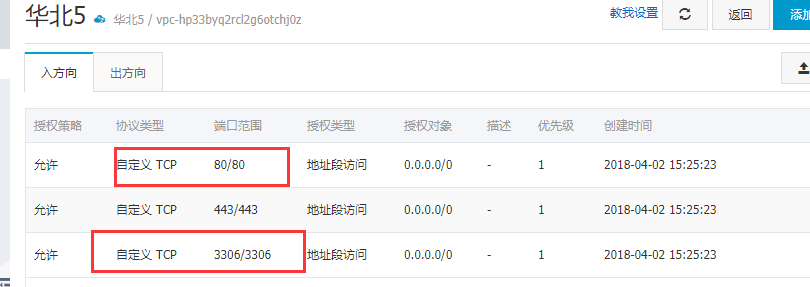 华北5 华北5 / vpc-hp33byq2rcl2g6otchj0z 教我设置 返回 添加
入方向 出方向
授权策略 协议类型 端口范围 授权类型 授权对象 描述 优先级 创建时间
允许 自定义 TCP 80/80 地址段访问 0.0.0.0/0 - 1 2018-04-02 15:25:23
允许 自定义 TCP 443/443 地址段访问 0.0.0.0/0 - 1 2018-04-02 15:25:23
允许 自定义 TCP 3306/3306 地址段访问 0.0.0.0/0 - 1 2018-04-02 15:25:23